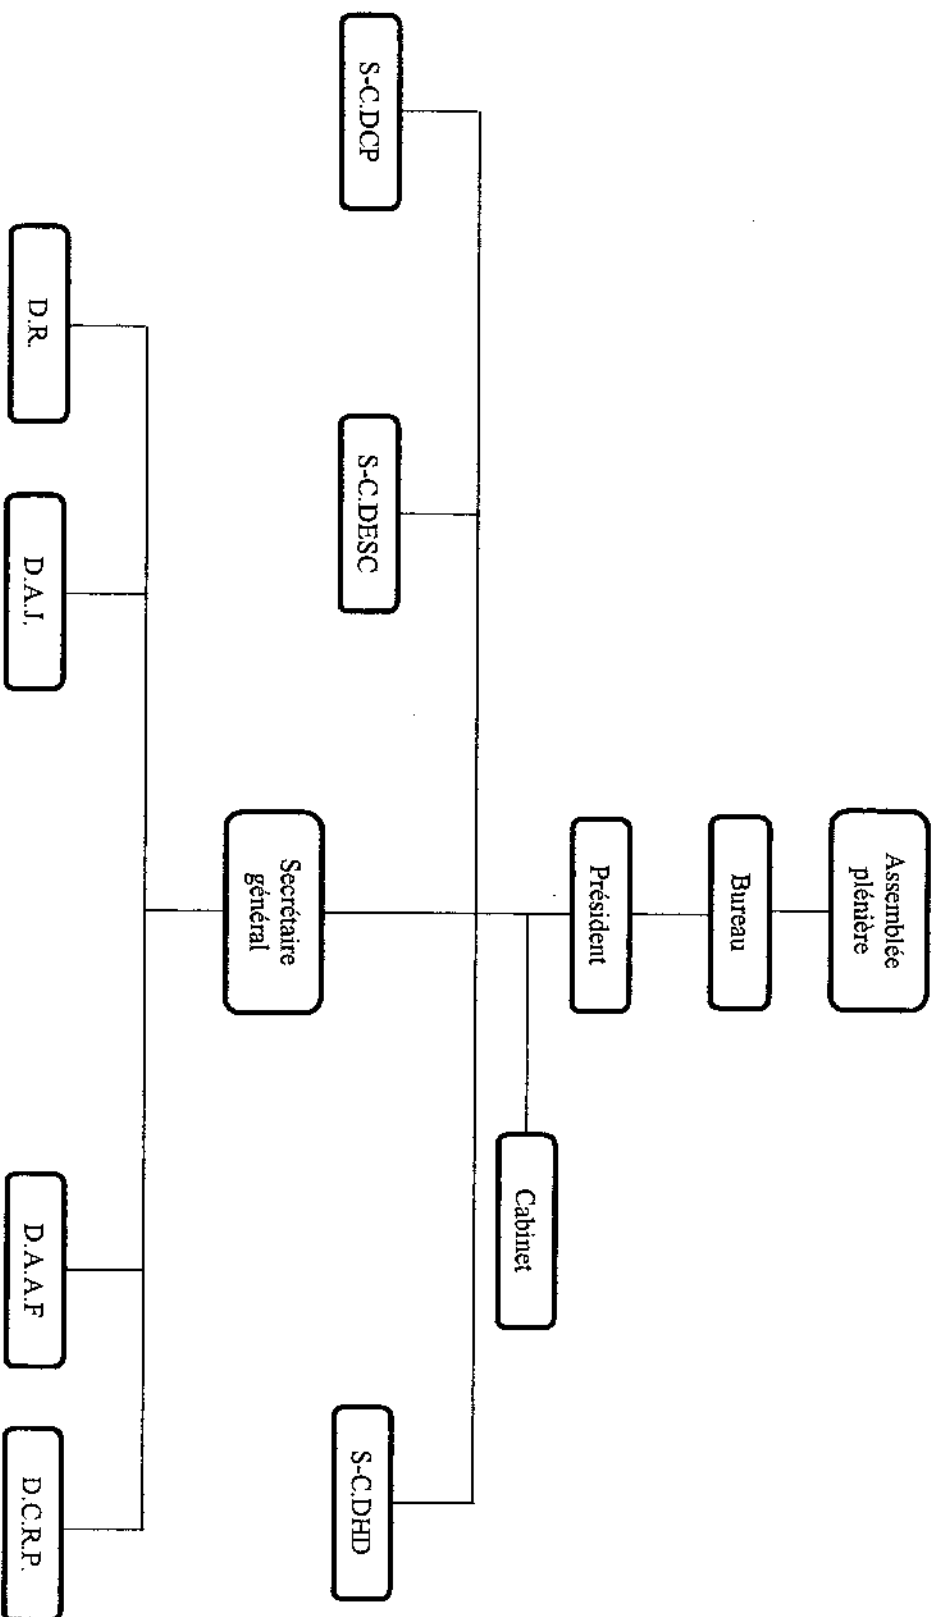 Assemblée
plénière
Bureau
Président
Cabinet
S-C.DCP
S-C.DESC
S-C.DHD
Secrétaire
général
D.R.
D.A.J.
D.A.A.F
D.C.R.P.